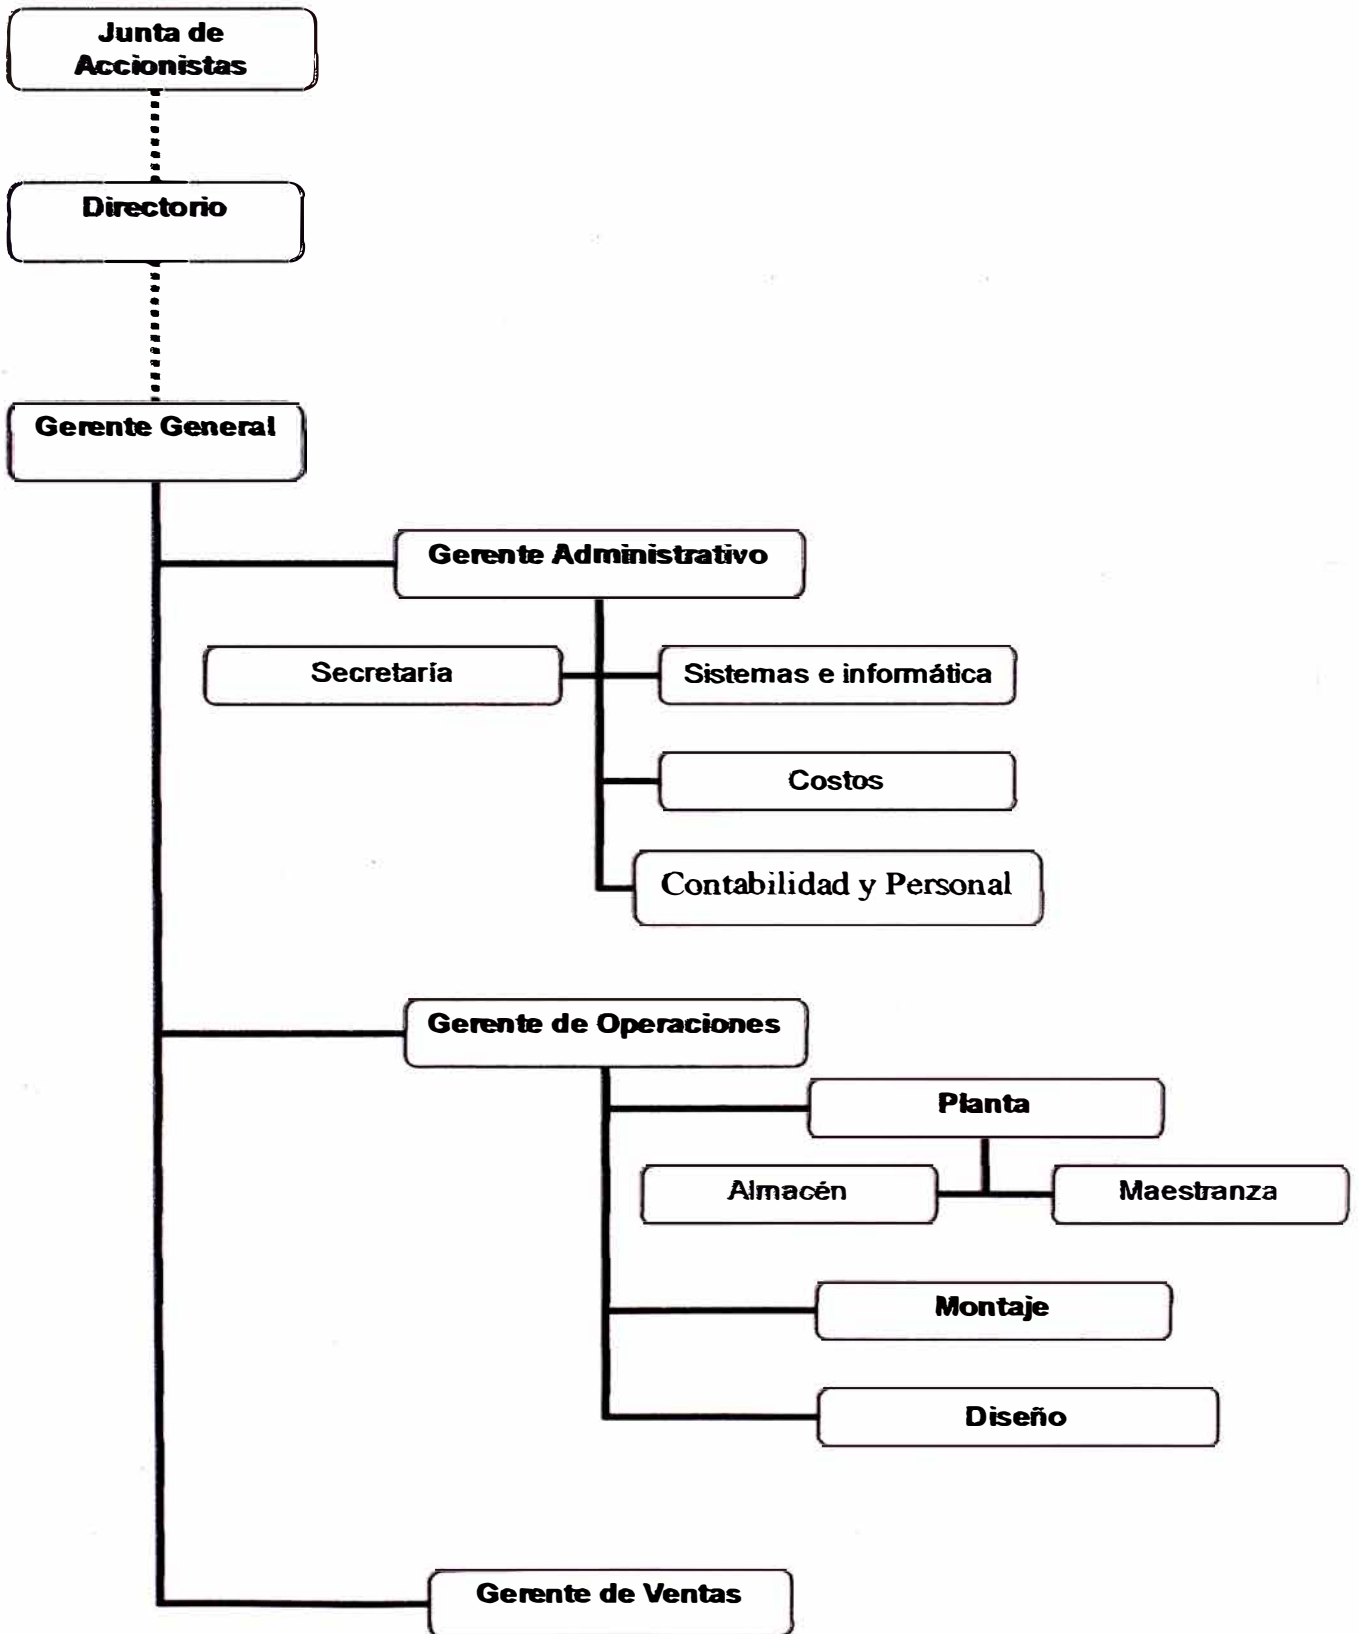 Junta de
Accionistas
Directorio
Gerente General
Gerente Administrativo
Secretaría
Sistemas e informática
Costos
Contabilidad y Personal
Gerente de Operaciones
Planta
Almacén
Maestranza
Montaje
Diseño
Gerente de Ventas